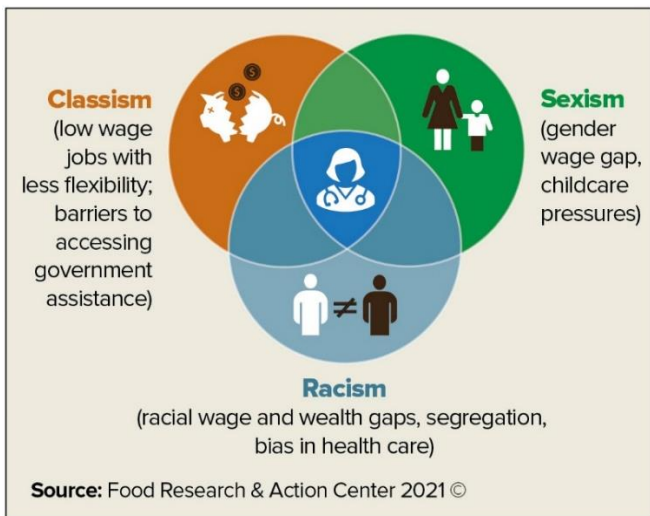 Classism
(low wage
jobs with
less flexibility;
barriers to
accessing
government
assistance)
$
$
Sexism
(gender
wage gap,
childcare
pressures)
≠
Racism
(racial wage and wealth gaps, segregation,
bias in health care)
Source: Food Research & Action Center 2021 ©